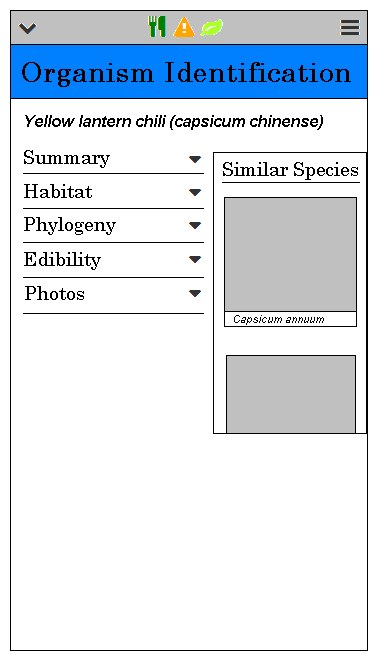 Organism Identification
Yellow lantern chili (capsicum chinense)
Summary
Habitat
Phylogeny
Edibility
Photos
Similar Species
Capsicum annuum